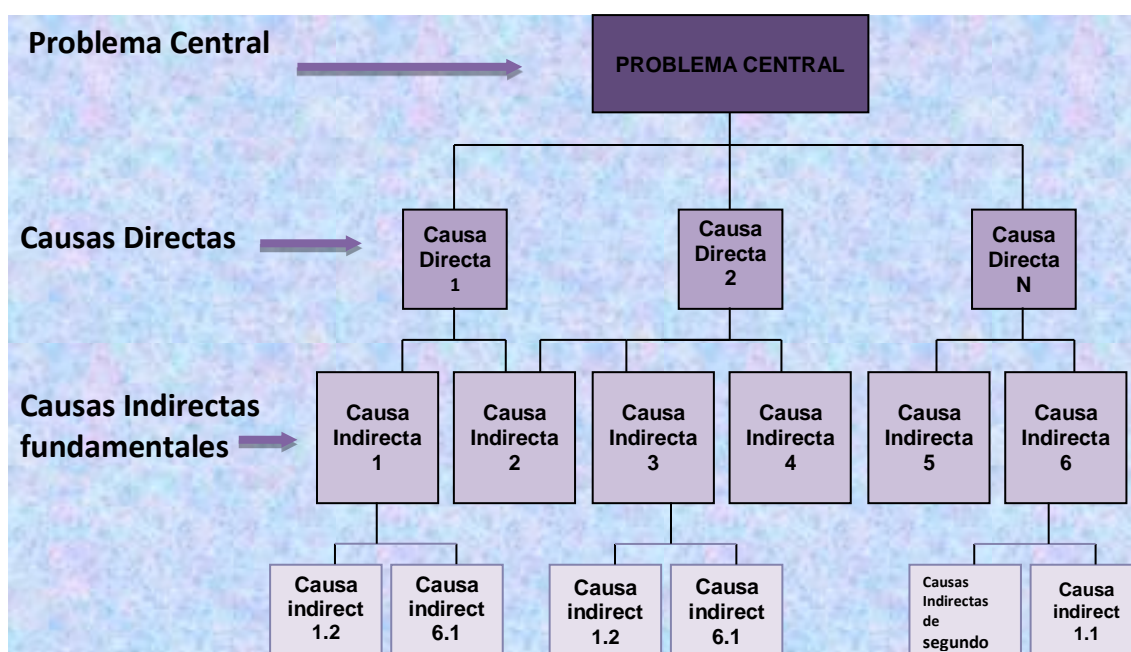 Problema Central
PROBLEMA CENTRAL
Causas Directas
Causa
Directa
1
Causa
Directa
2
Causa
Directa
N
Causas Indirectas
fundamentales
Causa
Indirecta
1
Causa
Indirecta
2
Causa
Indirecta
3
Causa
Indirecta
4
Causa
Indirecta
5
Causa
Indirecta
6
Causa
indirect
1.2
Causa
indirect
6.1
Causa
indirect
1.2
Causa
indirect
6.1
Causas
Indirectas
de
segundo
Causa
indirect
1.1